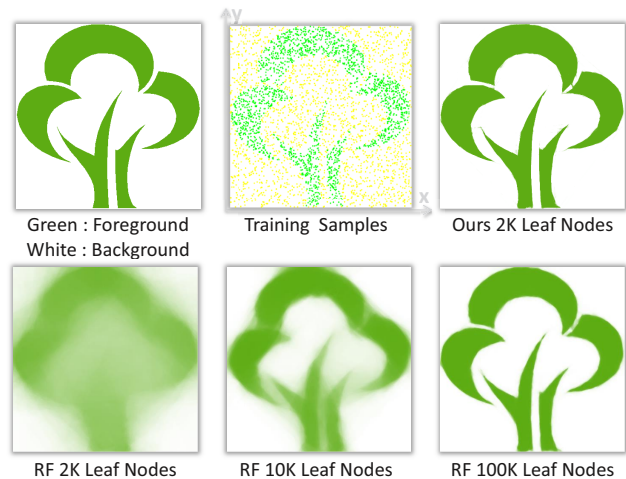 y
x
Green : Foreground
White : Background
Training Samples
Ours 2K Leaf Nodes
RF 2K Leaf Nodes
RF 10K Leaf Nodes
RF 100K Leaf Nodes